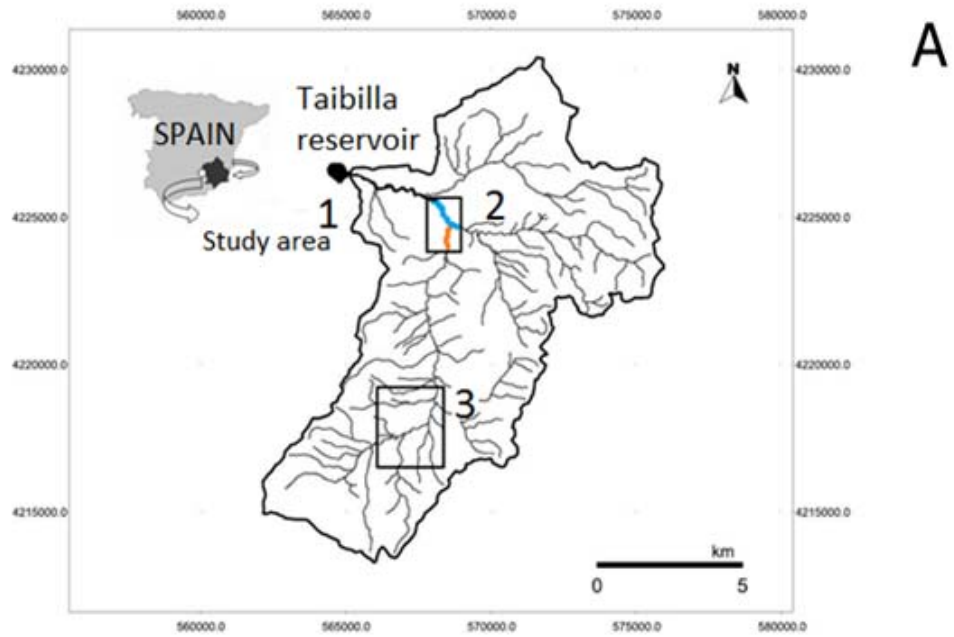 560000.0 565000.0 570000.0 575000.0 580000.0
A
4230000.0 4230000.0
N
Taibilla
reservoir
SPAIN
1
2
4225000.0 4225000.0
Study area
4220000.0 4220000.0
3
4215000.0 4215000.0
km
0 5
560000.0 565000.0 570000.0 575000.0 580000.0